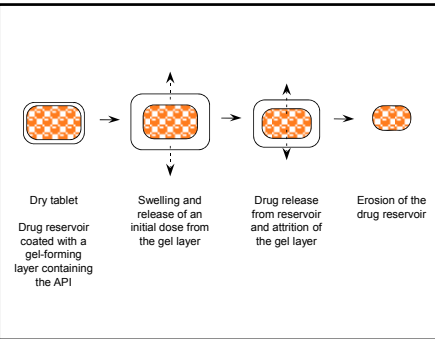 Dry tablet
Drug reservoir
coated with a
gel-forming
layer containing
the API
Swelling and
release of an
initial dose from
the gel layer
Drug release
from reservoir
and attrition of
the gel layer
Erosion of the
drug reservoir